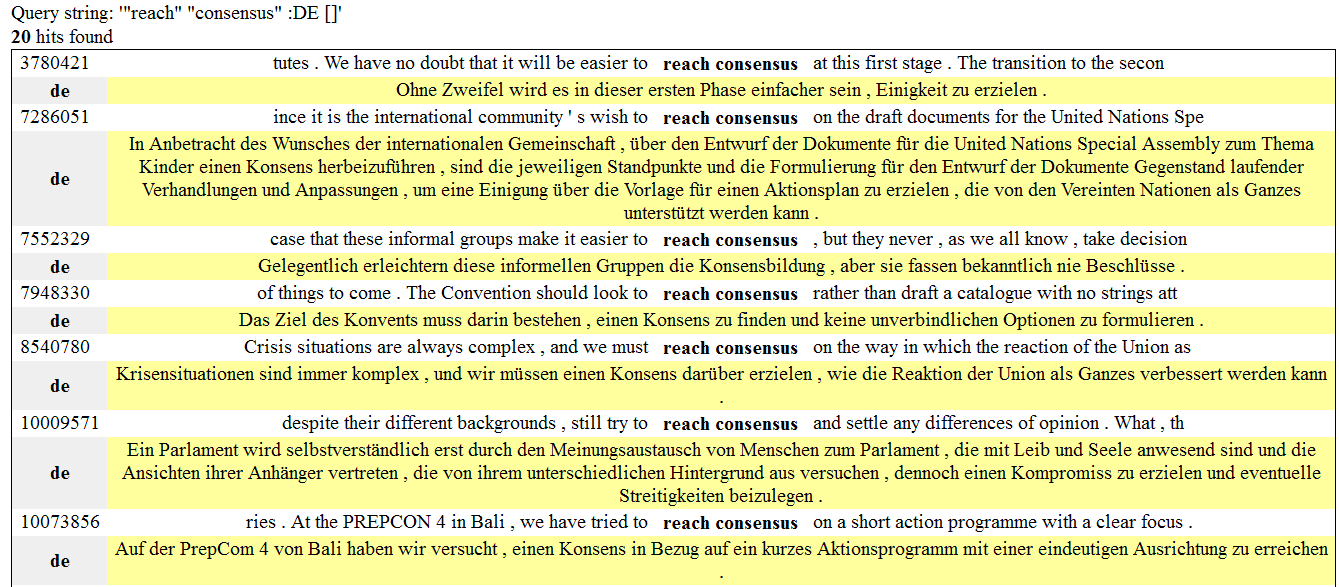 Query string: '"reach" "consensus" :DE []'
20 hits found
3780421 tutes . We have no doubt that it will be easier to reach consensus at this first stage . The transition to the secon
de Ohne Zweifel wird es in dieser ersten Phase einfacher sein , Einigkeit zu erzielen .
7286051 ince it is the international community ' s wish to reach consensus on the draft documents for the United Nations Spe
de In Anbetracht des Wunsches der internationalen Gemeinschaft , über den Entwurf der Dokumente für die United Nations Special Assembly zum Thema
Kinder einen Konsens herbeizuführen , sind die jeweiligen Standpunkte und die Formulierung für den Entwurf der Dokumente Gegenstand laufender
Verhandlungen und Anpassungen , um eine Einigung über die Vorlage für einen Aktionsplan zu erzielen , die von den Vereinten Nationen als Ganzes
unterstützt werden kann .
7552329 case that these informal groups make it easier to reach consensus , but they never , as we all know , take decision
de Gelegentlich erleichtern diese informellen Gruppen die Konsensbildung , aber sie fassen bekanntlich nie Beschlüsse .
7948330 of things to come . The Convention should look to reach consensus rather than draft a catalogue with no strings att
de Das Ziel des Konvents muss darin bestehen , einen Konsens zu finden und keine unverbindlichen Optionen zu formulieren .
8540780 Crisis situations are always complex , and we must reach consensus on the way in which the reaction of the Union as
de Krisensituationen sind immer komplex , und wir müssen einen Konsens darüber erzielen , wie die Reaktion der Union als Ganzes verbessert werden kann
.
10009571 despite their different backgrounds , still try to reach consensus and settle any differences of opinion . What , th
de Ein Parlament wird selbstverständlich erst durch den Meinungsaustausch von Menschen zum Parlament , die mit Leib und Seele anwesend sind und die
Ansichten ihrer Anhänger vertreten , die von ihrem unterschiedlichen Hintergrund aus versuchen , dennoch einen Kompromiss zu erzielen und eventuelle
Streitigkeiten beizulegen .
10073856 ries . At the PREPCON 4 in Bali , we have tried to reach consensus on a short action programme with a clear focus .
de Auf der PrepCom 4 von Bali haben wir versucht , einen Konsens in Bezug auf ein kurzes Aktionsprogramm mit einer eindeutigen Ausrichtung zu erreichen
.